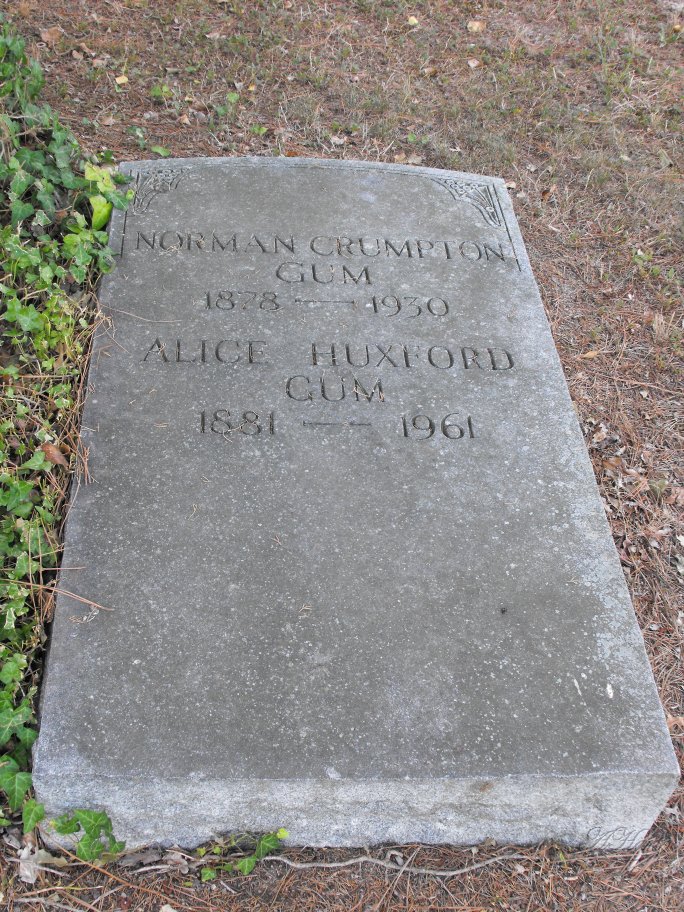 NORMAN CRUMPTON
GUM
1878 — 1930
ALICE HUXFORD
GUM
1881 — 1961